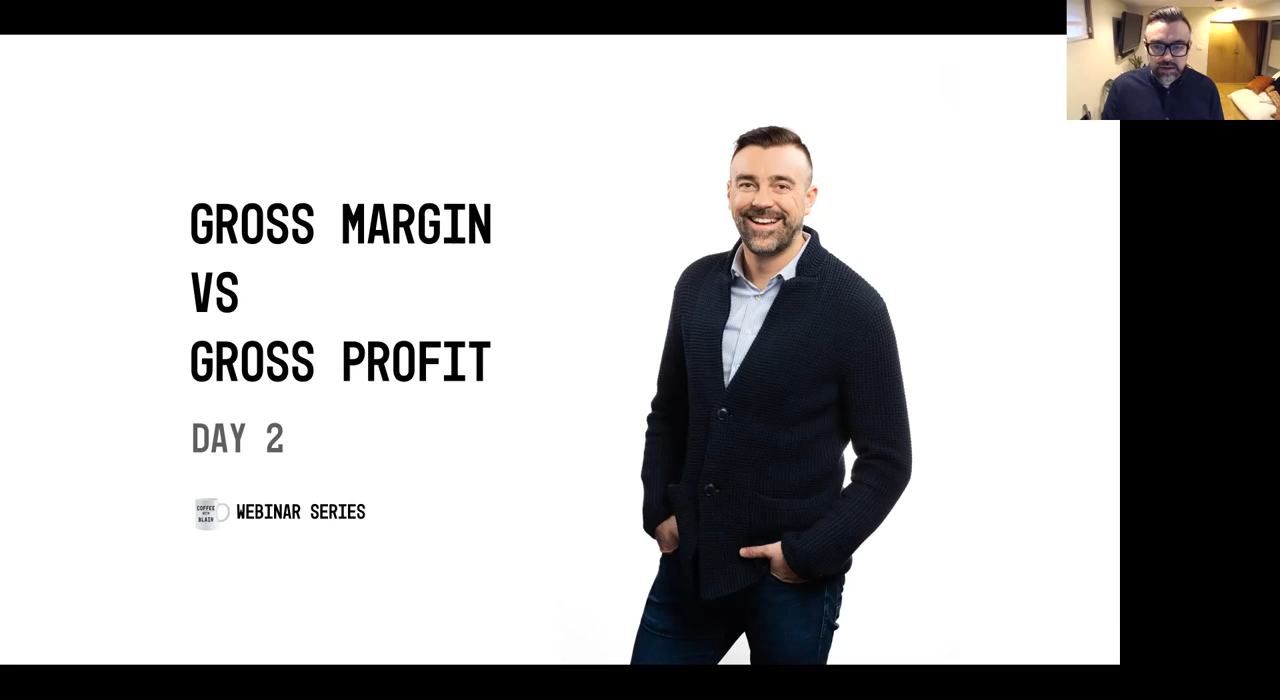 GROSS MARGIN
VS
GROSS PROFIT
DAY 2
COFFEE
WITH
BLAIR
WEBINAR SERIES